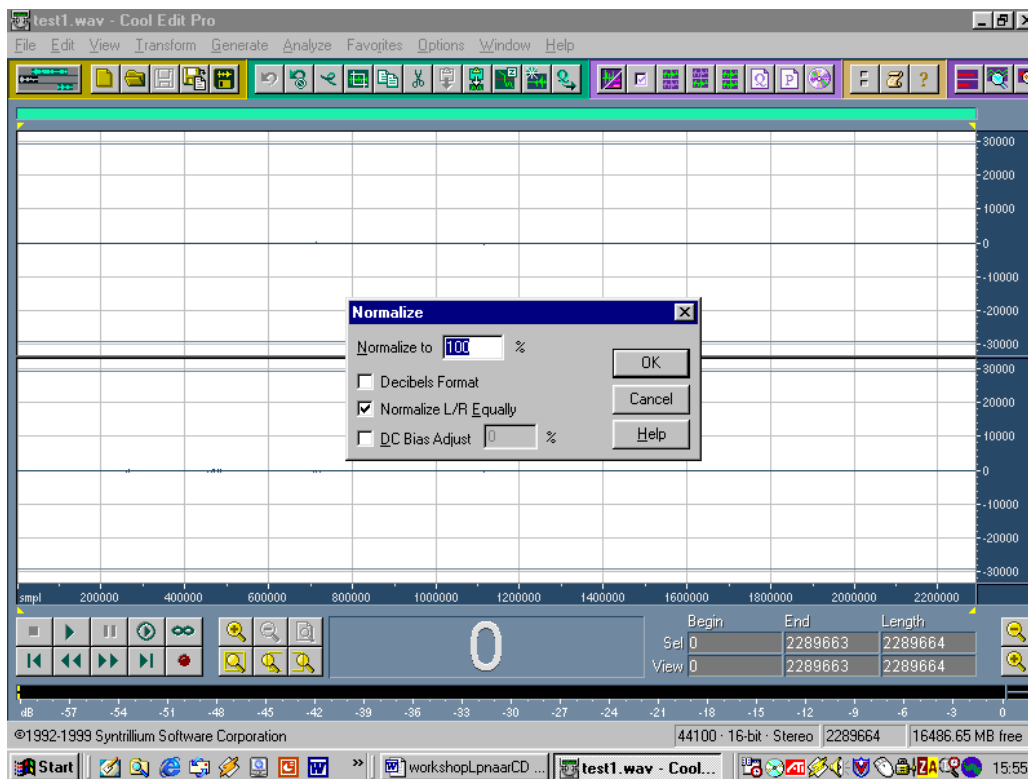 test1.wav - Cool Edit Pro
File Edit View Transform Generate Analyze Favorites Options Window Help
F ?
30000
20000
10000
0
-10000
-20000
-30000
Normalize
Normalize to 100 %
OK
Decibels Format
Cancel
Normalize L/R Equally
DC Bias Adjust 0 %
Help
30000
20000
10000
0
-10000
-20000
-30000
smpl 200000 400000 600000 800000 1000000 1200000 1400000 1600000 1800000 2000000 2200000
0
Begin End Length
Sel 0 2289663 2289664
View 0 2289663 2289664
dB -57 -54 -51 -48 -45 -42 -39 -36 -33 -30 -27 -24 -21 -18 -15 -12 -9 -6 -3 0
©1992-1999 Syntrillium Software Corporation 44100 · 16-bit · Stereo 2289664 16486.65 MB free
Start » workshopLpnaarCD ... test1.wav - Cool... 15:55